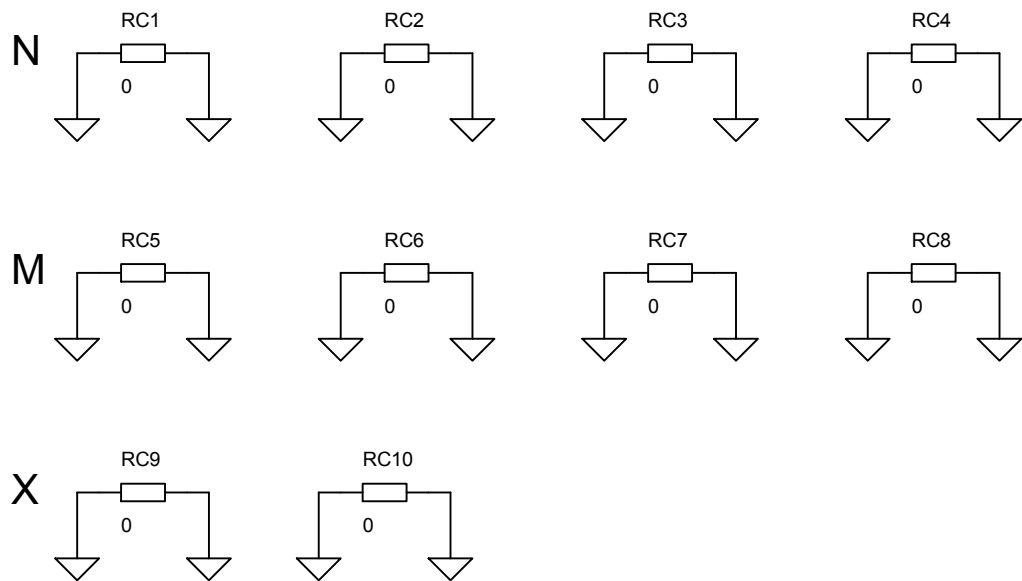 RC1 RC2 RC3 RC4
N
0 0 0 0
RC5 RC6 RC7 RC8
M
0 0 0 0
RC9 RC10
X
0 0